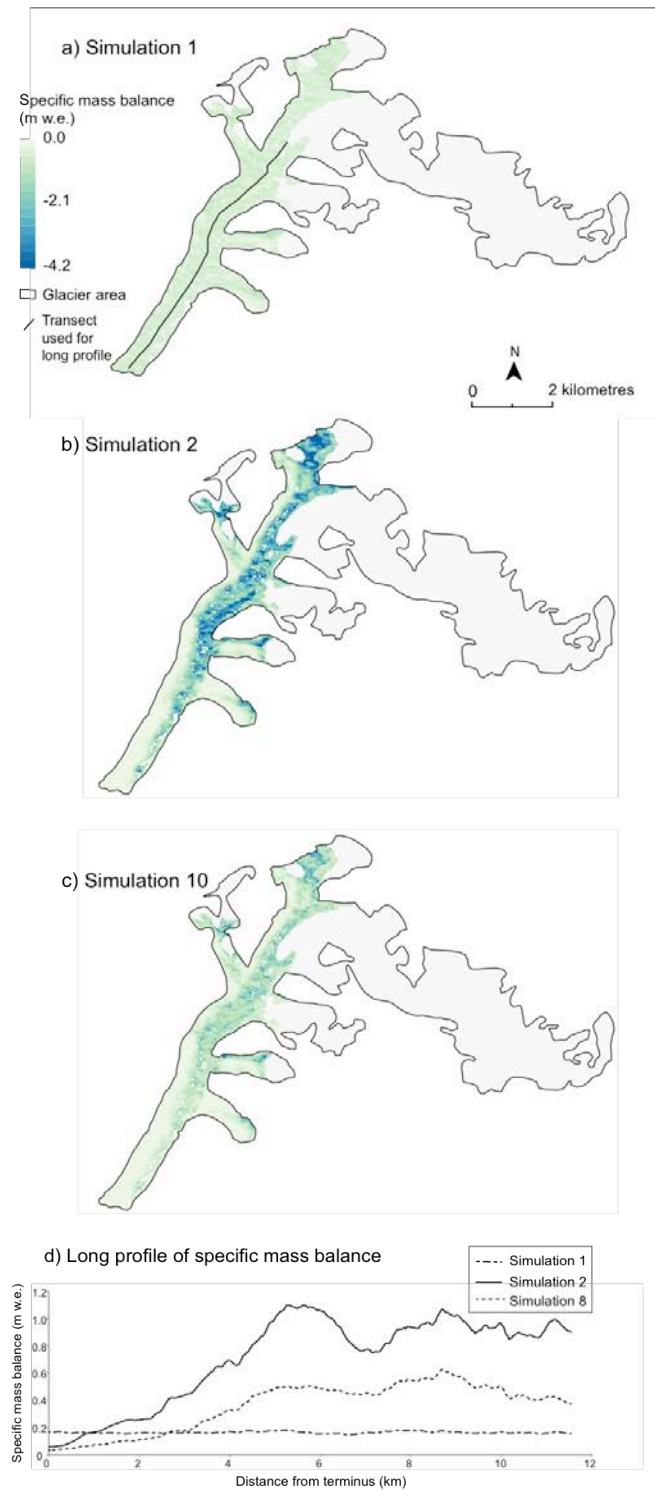 a) Simulation 1
Specific mass balance
(m w.e.)
0.0
-2.1
-4.2
Glacier area
Transect
used for
long profile
N
0 2 kilometres
b) Simulation 2
c) Simulation 10
d) Long profile of specific mass balance
Simulation 1
Simulation 2
Simulation 8
Specific mass balance (m w.e.)
1.2
1.0
0.8
0.6
0.4
0.2
0
0 2 4 6 8 10 12
Distance from terminus (km)